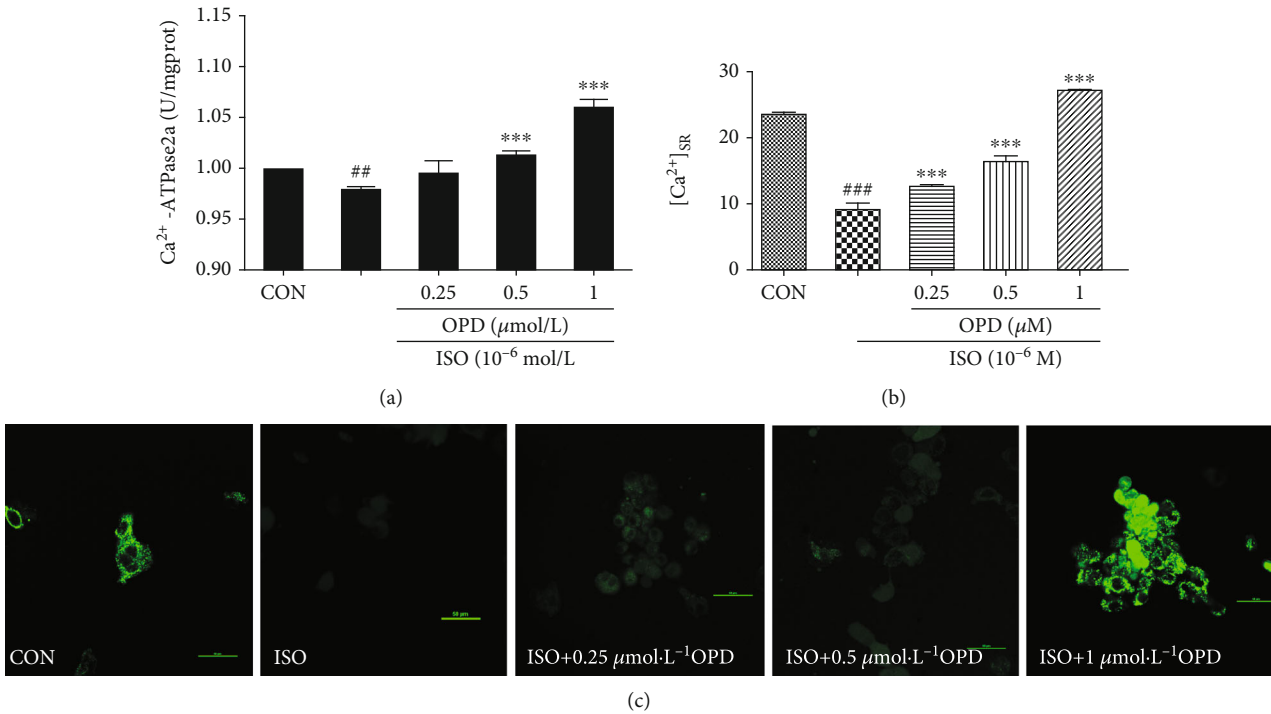 1.15
1.10
1.05
1.00
0.95
0.90
Ca²⁺ -ATPase2a (U/mgprot)
##
***
***
CON
0.25
0.5
1
OPD (μmol/L)
ISO (10⁻⁶ mol/L
(a)
30
20
10
0
[Ca²⁺]SR
###
***
***
***
CON
0.25
0.5
1
OPD (μM)
ISO (10⁻⁶ M)
(b)
CON
50 μm
ISO
ISO+0.25 μmol·L⁻¹OPD
ISO+0.5 μmol·L⁻¹OPD
ISO+1 μmol·L⁻¹OPD
(c)